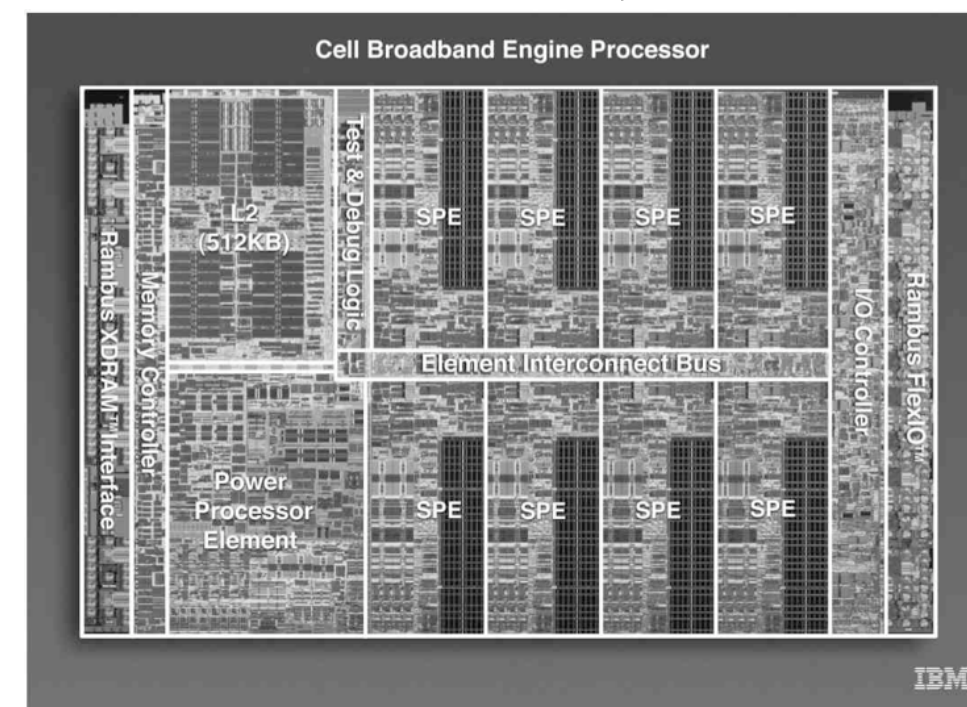 Cell Broadband Engine Processor
Rambus XDRAM™ Interface
Memory Controller
L2
(512KB)
Test & Debug Logic
SPE
SPE
SPE
SPE
I/O Controller
Rambus FlexIO™
Element Interconnect Bus
Power
Processor
Element
SPE
SPE
SPE
SPE
IBM